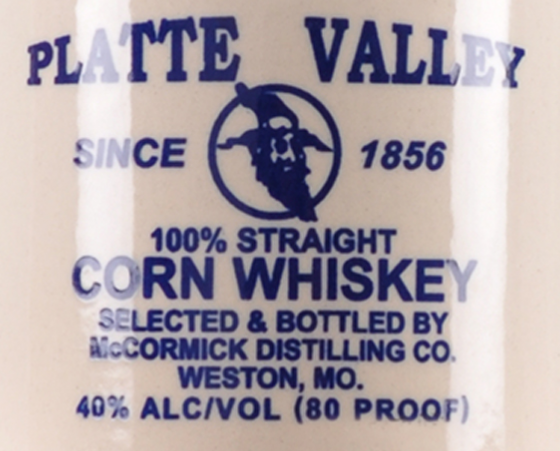 PLATTE VALLEY
SINCE 1856
100% STRAIGHT
CORN WHISKEY
SELECTED & BOTTLED BY
McCORMICK DISTILLING CO.
WESTON, MO.
40% ALC/VOL (80 PROOF)